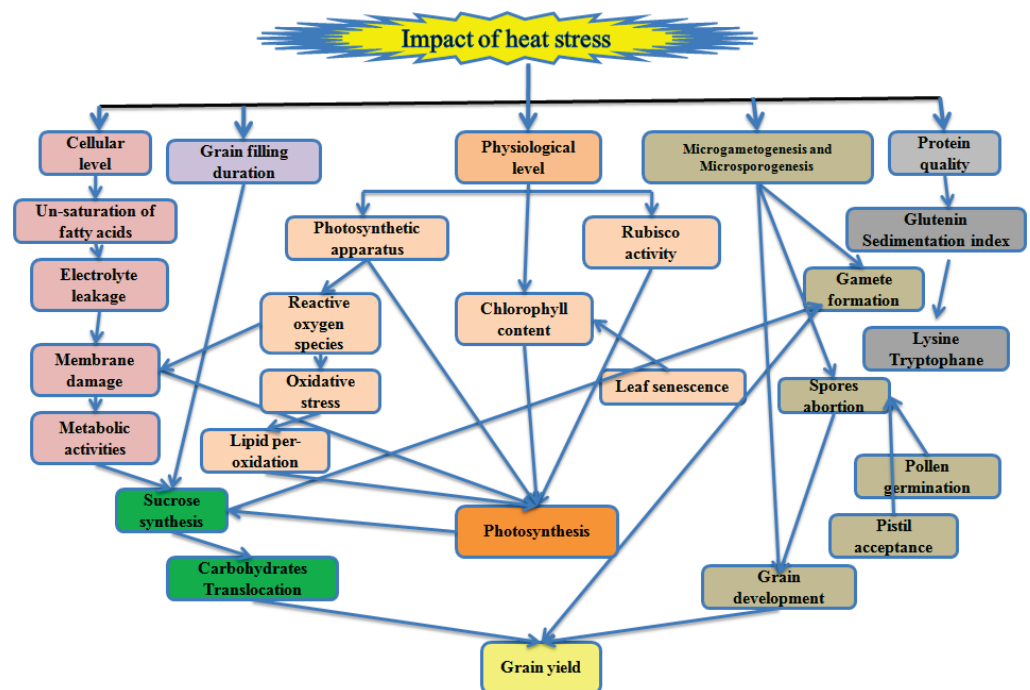 Impact of heat stress
Cellular
level
Grain filling
duration
Physiological
level
Microgametogenesis and
Microsporogenesis
Protein
quality
Un-saturation of
fatty acids
Photosynthetic
apparatus
Rubisco
activity
Glutenin
Sedimentation index
Electrolyte
leakage
Reactive
oxygen
species
Chlorophyll
content
Gamete
formation
Membrane
damage
Oxidative
stress
Leaf senescence
Lysine
Tryptophane
Spores
abortion
Metabolic
activities
Lipid per-
oxidation
Pollen
germination
Sucrose
synthesis
Photosynthesis
Pistil
acceptance
Carbohydrates
Translocation
Grain
development
Grain yield